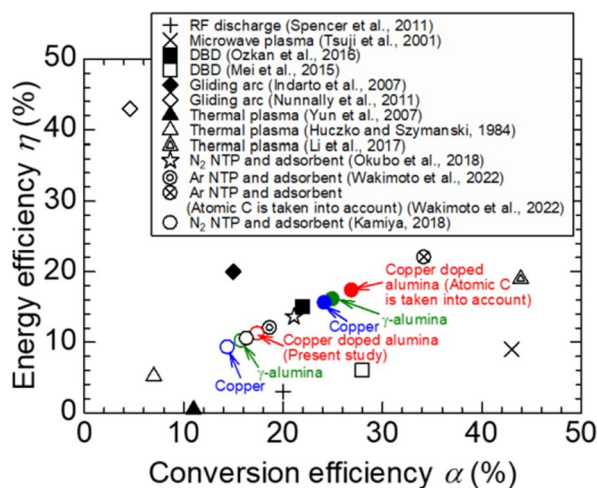 RF discharge (Spencer et al., 2011)
Microwave plasma (Tsuji et al., 2001)
DBD (Ozkan et al., 2016)
DBD (Mei et al., 2015)
Gliding arc (Indarto et al., 2007)
Gliding arc (Nunnally et al., 2011)
Thermal plasma (Yun et al., 2007)
Thermal plasma (Huczko and Szymanski, 1984)
Thermal plasma (Li et al., 2017)
N₂ NTP and adsorbent (Okubo et al., 2018)
Ar NTP and adsorbent (Wakimoto et al., 2022)
Ar NTP and adsorbent
(Atomic C is taken into account) (Wakimoto et al., 2022)
N₂ NTP and adsorbent (Kamiya, 2018)
50
40
30
20
10
0
Energy efficiency η (%)
Copper doped
alumina (Atomic C
is taken into account)
γ-alumina
Copper
Copper doped alumina
(Present study)
γ-alumina
Copper
0 10 20 30 40 50
Conversion efficiency α (%)